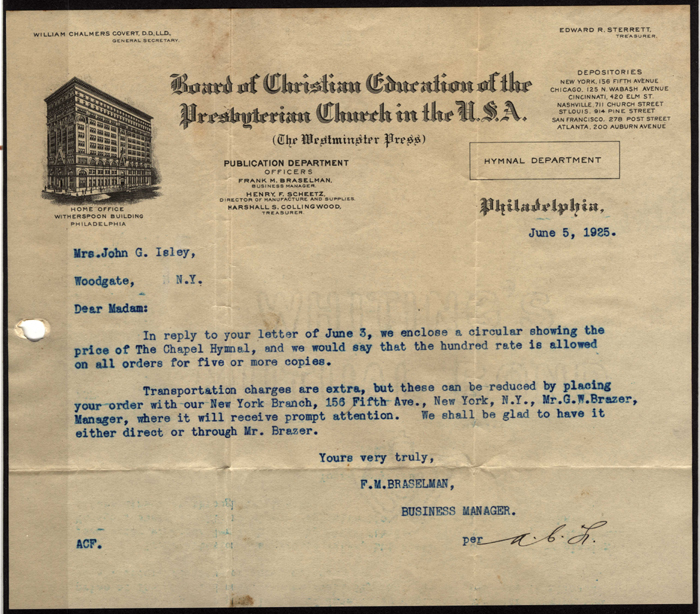 WILLIAM CHALMERS COVERT, D.D., LL.D.,
GENERAL SECRETARY.
EDWARD R. STERRETT,
TREASURER.
Board of Christian Education of the
Presbyterian Church in the U.S.A.
(The Westminster Press)
DEPOSITORIES
NEW YORK, 156 FIFTH AVENUE
CHICAGO, 125 N. WABASH AVENUE
CINCINNATI, 420 ELM ST.
NASHVILLE, 711 CHURCH STREET
ST. LOUIS, 914 PINE STREET
SAN FRANCISCO, 278 POST STREET
ATLANTA, 200 AUBURN AVENUE
PUBLICATION DEPARTMENT
OFFICERS
FRANK M. BRASELMAN,
BUSINESS MANAGER.
HENRY F. SCHEETZ,
DIRECTOR OF MANUFACTURE AND SUPPLIES.
MARSHALL S. COLLINGWOOD,
TREASURER.
HYMNAL DEPARTMENT
HOME OFFICE
WITHERSPOON BUILDING
PHILADELPHIA
Philadelphia,
June 5, 1925.
Mrs.John G. Isley,
Woodgate, N.Y.
Dear Madam:
In reply to your letter of June 3, we enclose a circular showing the
price of The Chapel Hymnal, and we would say that the hundred rate is allowed
on all orders for five or more copies.
Transportation charges are extra, but these can be reduced by placing
your order with our New York Branch, 156 Fifth Ave., New York, N.Y., Mr.G.W.Brazer,
Manager, where it will receive prompt attention. We shall be glad to have it
either direct or through Mr. Brazer.
Yours very truly,
F.M.BRASELMAN,
BUSINESS MANAGER.
ACF.
per